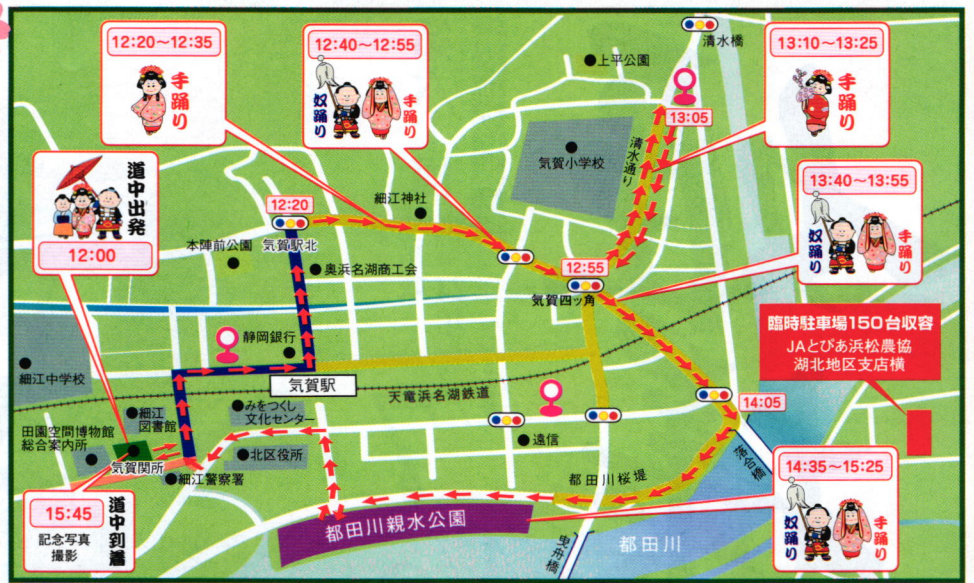 12:20〜12:35
手踊り
12:40〜12:55
奴踊り
手踊り
清水橋
13:10〜13:25
手踊り
上平公園
13:05
気賀小学校
清水通り
道中出発
12:00
12:20
気賀駅北
細江神社
本陣前公園
奥浜名湖商工会
12:55
気賀四ッ角
13:40〜13:55
奴踊り
手踊り
静岡銀行
気賀駅
天竜浜名湖鉄道
臨時駐車場150台収容
JAとぴあ浜松農協
湖北地区支店横
細江中学校
細江
図書館
みをつくし
文化センター
田園空間博物館
総合案内所
気賀関所
北区役所
細江警察署
遠信
14:05
落合橋
都田川桜堤
都田川親水公園
曳舟橋
都田川
14:35〜15:25
奴踊り
手踊り
15:45
記念写真
撮影
道中到着